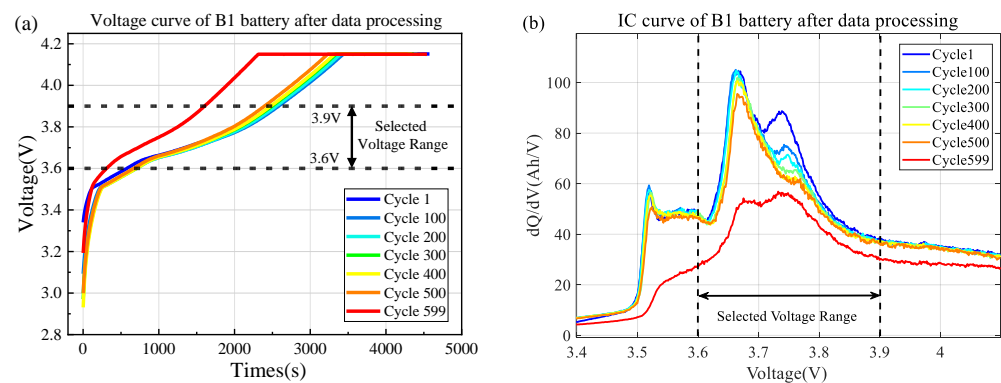 (a)
Voltage curve of B1 battery after data processing
Voltage(V)
4.2
4.0
3.8
3.6
3.4
3.2
3.0
2.8
3.9V
Selected
Voltage Range
3.6V
Cycle 1
Cycle 100
Cycle 200
Cycle 300
Cycle 400
Cycle 500
Cycle 599
0
1000
2000
3000
4000
5000
Times(s)
(b)
IC curve of B1 battery after data processing
dQ/dV(Ah/V)
100
80
60
40
20
0
Cycle1
Cycle100
Cycle200
Cycle300
Cycle400
Cycle500
Cycle599
Selected Voltage Range
3.4
3.5
3.6
3.7
3.8
3.9
4
Voltage(V)